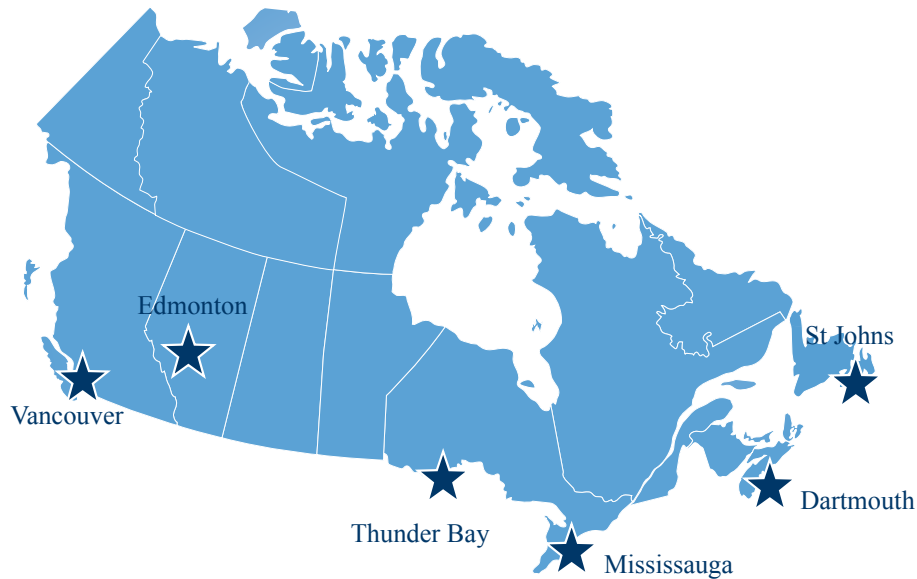 Edmonton
St Johns
Vancouver
Dartmouth
Thunder Bay
Mississauga